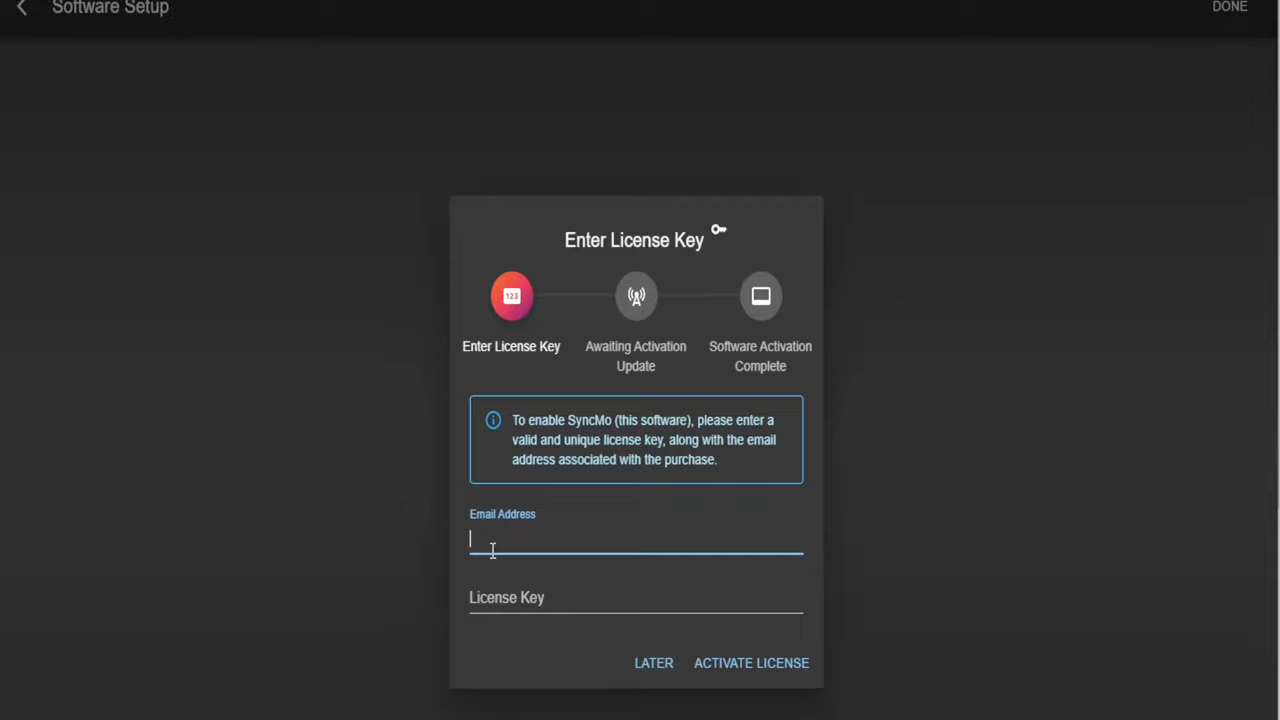 Software Setup
DONE
Enter License Key
123
Enter License Key
Awaiting Activation
Update
Software Activation
Complete
To enable SyncMo (this software), please enter a
valid and unique license key, along with the email
address associated with the purchase.
Email Address
License Key
LATER
ACTIVATE LICENSE